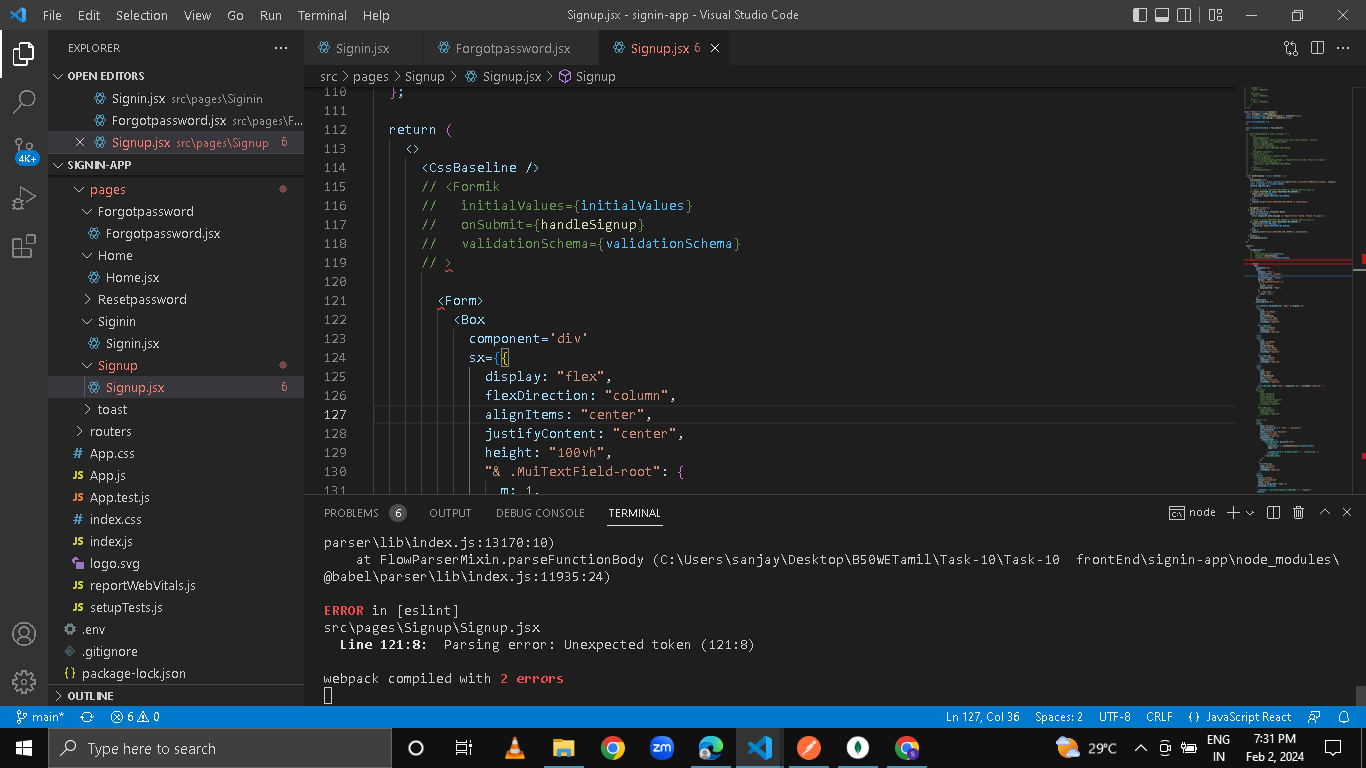 File Edit Selection View Go Run Terminal Help
Signup.jsx - signin-app - Visual Studio Code
EXPLORER
OPEN EDITORS
Signin.jsx src\pages\Siginin
Forgotpassword.jsx src\pages\F...
Signup.jsx src\pages\Signup 6
SIGNIN-APP
pages
Forgotpassword
Forgotpassword.jsx
Home
Home.jsx
Resetpassword
Siginin
Signin.jsx
Signup
Signup.jsx 6
toast
routers
App.css
JS App.js
JS App.test.js
index.css
JS index.js
logo.svg
JS reportWebVitals.js
JS setupTests.js
.env
.gitignore
package-lock.json
OUTLINE
4K+
Signin.jsx Forgotpassword.jsx Signup.jsx 6
src > pages > Signup > Signup.jsx > Signup
110 };
111
112 return (
113 <>
114 <CssBaseline />
115 // <Formik
116 // initialValues={initialValues}
117 // onSubmit={handleSignup}
118 // validationSchema={validationSchema}
119 // >
120
121 <Form>
122 <Box
123 component='div'
124 sx={{
125 display: "flex",
126 flexDirection: "column",
127 alignItems: "center",
128 justifyContent: "center",
129 height: "100vh",
130 "& .MuiTextField-root": {
131 m: 1,
PROBLEMS 6 OUTPUT DEBUG CONSOLE TERMINAL
node
parser\lib\index.js:13170:10)
at FlowParserMixin.parseFunctionBody (C:\Users\sanjay\Desktop\B50WETamil\Task-10\Task-10 frontEnd\signin-app\node_modules\
@babel\parser\lib\index.js:11935:24)
ERROR in [eslint]
src\pages\Signup\Signup.jsx
Line 121:8: Parsing error: Unexpected token (121:8)
webpack compiled with 2 errors
main* 6 0
Ln 127, Col 36 Spaces: 2 UTF-8 CRLF {} JavaScript React
Type here to search
zm
29°C
ENG
IN
7:31 PM
Feb 2, 2024